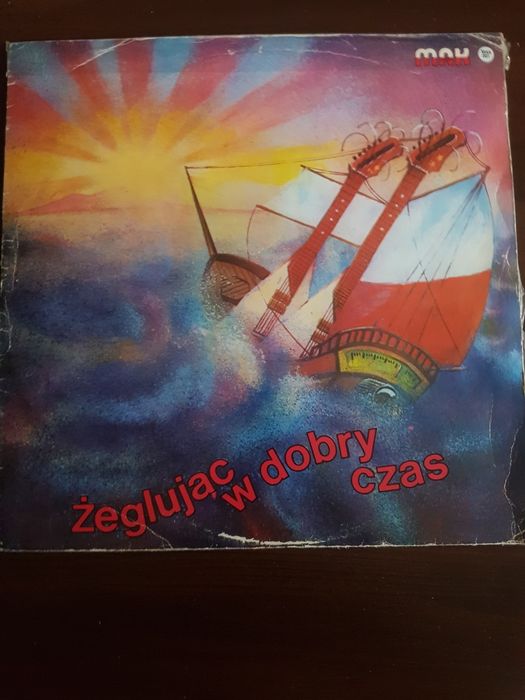 MAK
żeglując
w dobry
czas